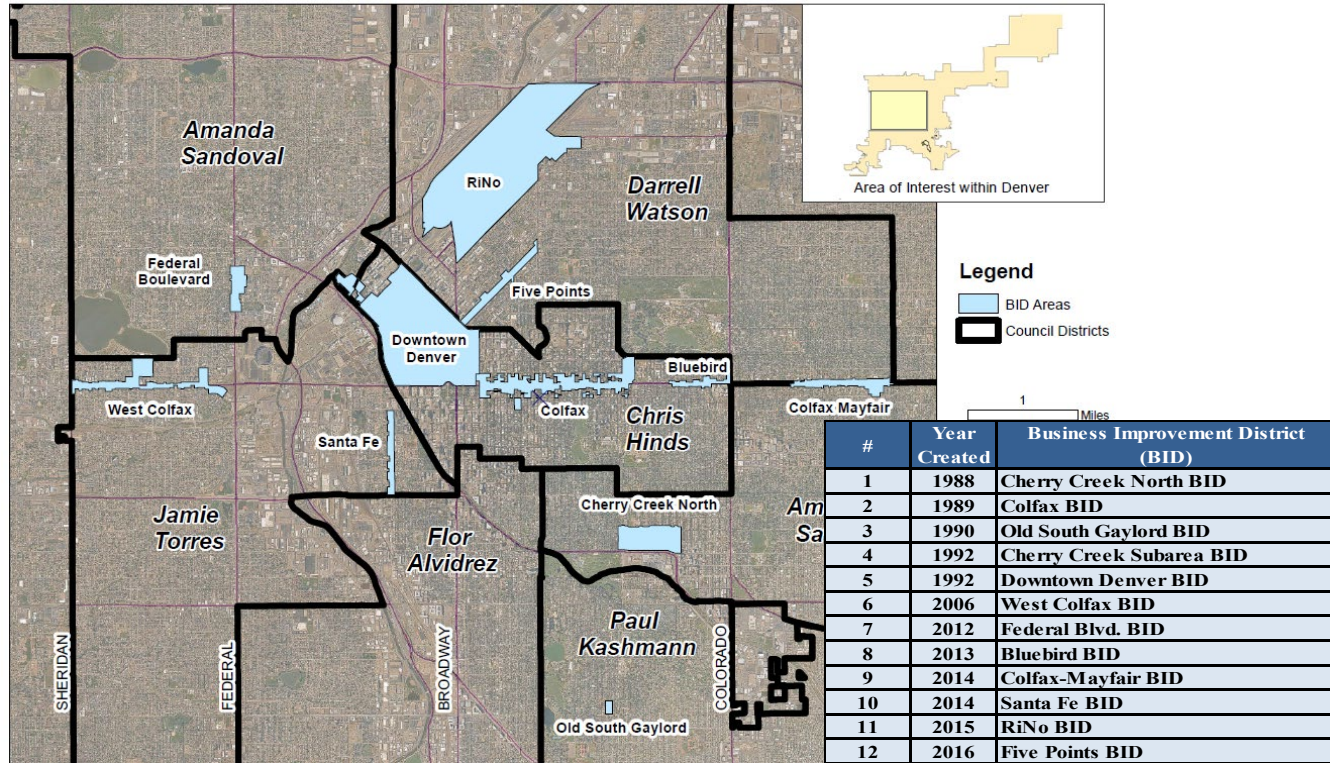 Amanda
Sandoval
RiNo
Darrell
Watson
Area of Interest within Denver
Federal
Boulevard
Five Points
Downtown
Denver
Bluebird
West Colfax
Colfax
Colfax Mayfair
Santa Fe
Chris
Hinds
Cherry Creek North
Jamie
Torres
Flor
Alvidrez
Am
Sa
Paul
Kashmann
SHERIDAN
FEDERAL
BROADWAY
COLORADO
Old South Gaylord
Legend
BID Areas
Council Districts
1
Miles
# Year Created Business Improvement District (BID)
1 1988 Cherry Creek North BID
2 1989 Colfax BID
3 1990 Old South Gaylord BID
4 1992 Cherry Creek Subarea BID
5 1992 Downtown Denver BID
6 2006 West Colfax BID
7 2012 Federal Blvd. BID
8 2013 Bluebird BID
9 2014 Colfax-Mayfair BID
10 2014 Santa Fe BID
11 2015 RiNo BID
12 2016 Five Points BID